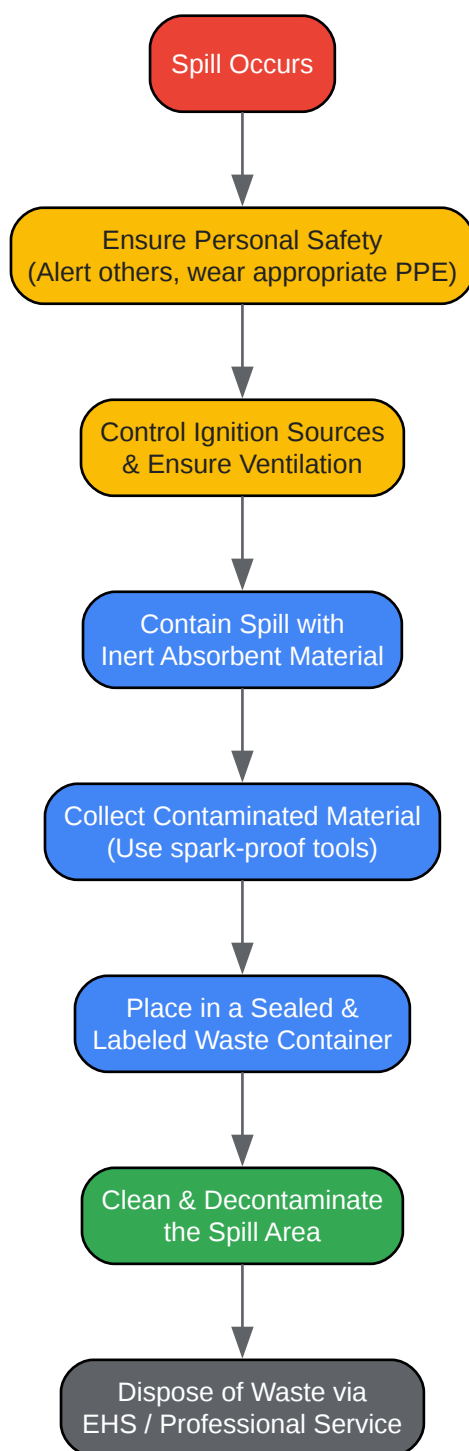 Spill Occurs
Ensure Personal Safety
(Alert others, wear appropriate PPE)
Control Ignition Sources
& Ensure Ventilation
Contain Spill with
Inert Absorbent Material
Collect Contaminated Material
(Use spark-proof tools)
Place in a Sealed &
Labeled Waste Container
Clean & Decontaminate
the Spill Area
Dispose of Waste via
EHS / Professional Service